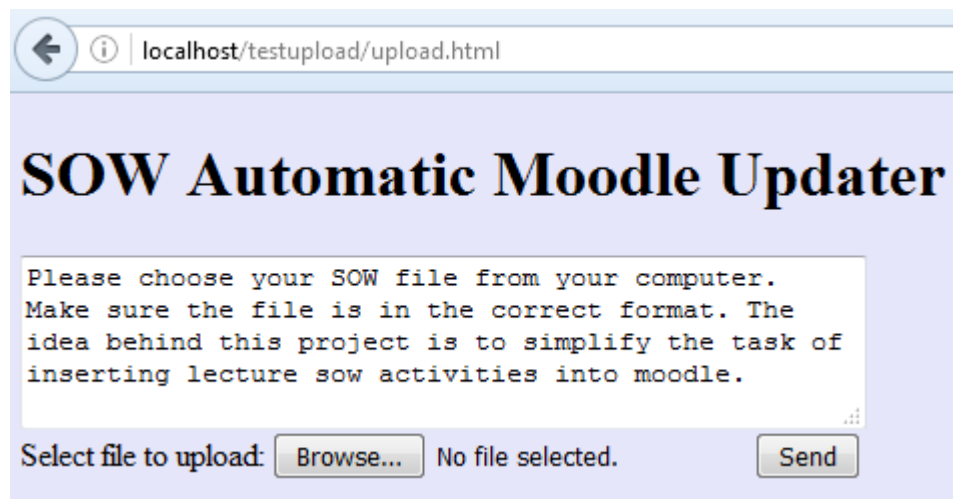 localhost/testupload/upload.html
SOW Automatic Moodle Updater
Please choose your SOW file from your computer.
Make sure the file is in the correct format. The
idea behind this project is to simplify the task of
inserting lecture sow activities into moodle.
Select file to upload: Browse... No file selected. Send